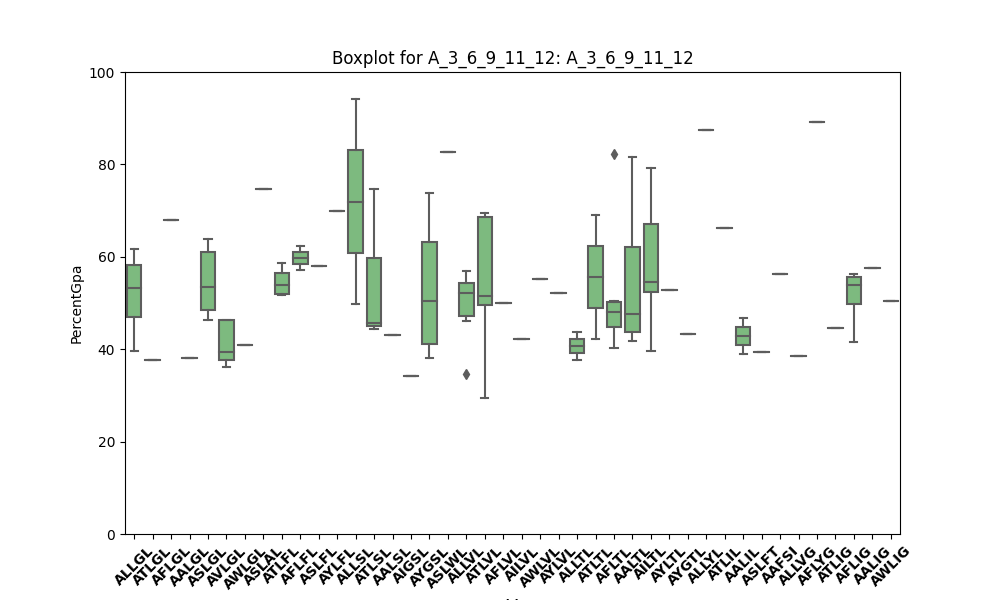 Boxplot for A_3_6_9_11_12: A_3_6_9_11_12
PercentGpa
100
80
60
40
20
0
ALLGL
ATLGL
AFLGL
AALGL
ASLGL
AVLGL
AWLGL
ASLAL
ATLFL
AFLFL
ASLFL
AYLFL
ALLSL
ATLSL
AALSL
AIGSL
AYGSL
ASLWL
ALLVL
ATLVL
AFLVL
AILVL
AWLVL
AYLVL
ALLTL
ATLTL
AFLTL
AALTL
AILTL
AYLTL
AYGTL
ALLYL
ATLIL
AALIL
ASLFT
AAFSI
ALLVG
AFLYG
ATLIG
AFLIG
AALIG
AWLIG